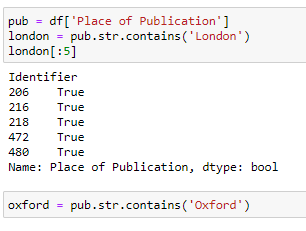 pub = df['Place of Publication']
london = pub.str.contains('London')
london[:5]
Identifier
206    True
216    True
218    True
472    True
480    True
Name: Place of Publication, dtype: bool
oxford = pub.str.contains('Oxford')